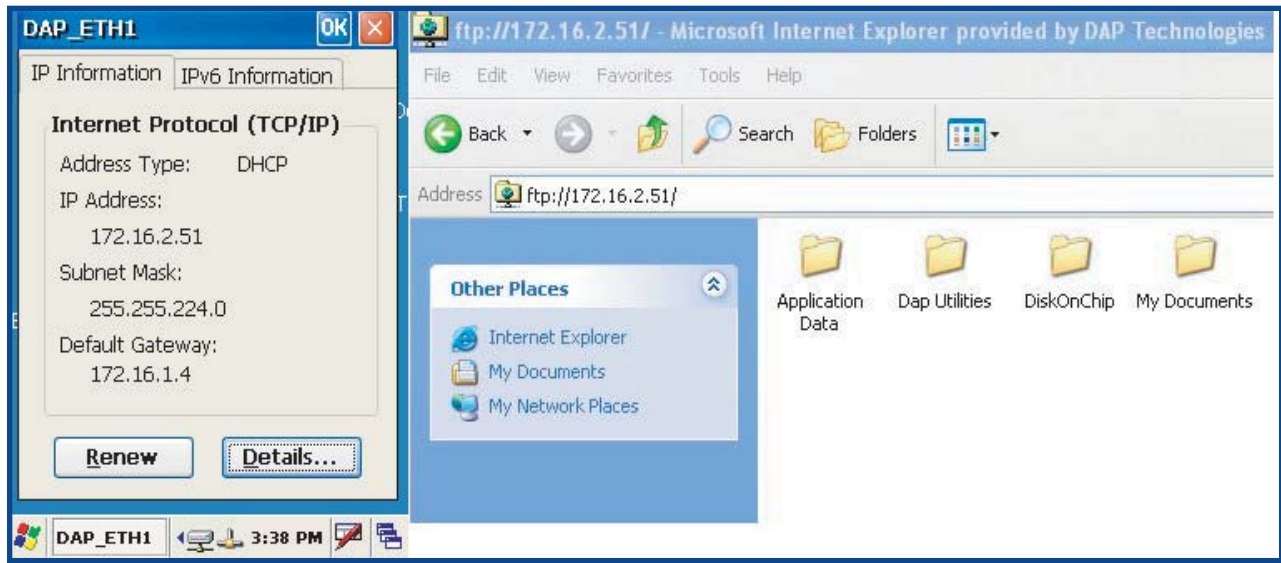 DAP_ETH1 OK
IP Information IPv6 Information
Internet Protocol (TCP/IP)
Address Type: DHCP
IP Address:
172.16.2.51
Subnet Mask:
255.255.224.0
Default Gateway:
172.16.1.4
Renew Details...
DAP_ETH1 3:38 PM
ftp://172.16.2.51/ - Microsoft Internet Explorer provided by DAP Technologies
File Edit View Favorites Tools Help
Back Search Folders
Address ftp://172.16.2.51/
Other Places
Internet Explorer
My Documents
My Network Places
Application Dap Utilities DiskOnChip My Documents
Data